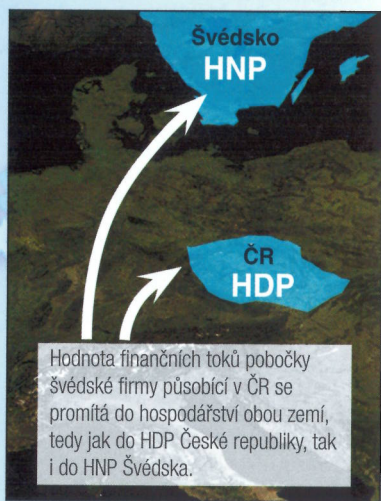 Švédsko
HNP
ČR
HDP
Hodnota finančních toků pobočky
švédské firmy působící v ČR se
promítá do hospodářství obou zemí,
tedy jak do HDP České republiky, tak
i do HNP Švédska.